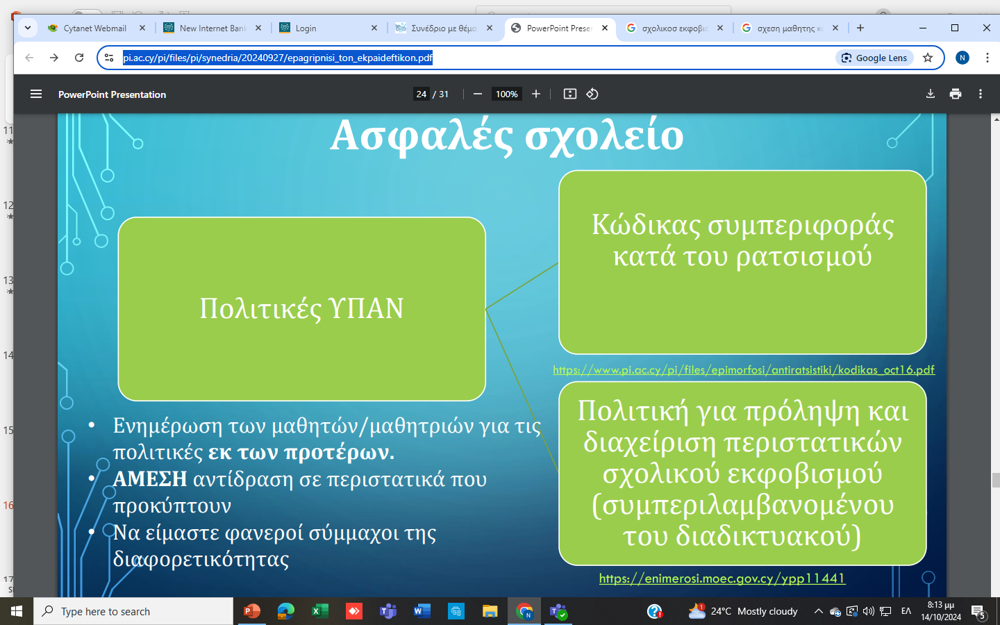 Cytanet Webmail
New Internet Bank
Login
Συνέδριο με θέμα
PowerPoint Presen
σχολικοσ εκφοβισ
σχεση μαθητης κα
pi.ac.cy/pi/files/pi/synedria/20240927/epagripnisi_ton_ekpaideftikon.pdf
Google Lens
N
PowerPoint Presentation
24 / 31
100%
Ασφαλές σχολείο
Κώδικας συμπεριφοράς
κατά του ρατσισμού
Πολιτικές ΥΠΑΝ
https://www.pi.ac.cy/pi/files/epimorfosi/antiratsistiki/kodikas_oct16.pdf
Πολιτική για πρόληψη και
διαχείριση περιστατικών
σχολικού εκφοβισμού
(συμπεριλαμβανομένου
του διαδικτυακού)
https://enimerosi.moec.gov.cy/ypp11441
• Ενημέρωση των μαθητών/μαθητριών για τις
πολιτικές εκ των προτέρων.
• ΑΜΕΣΗ αντίδραση σε περιστατικά που
προκύπτουν
• Να είμαστε φανεροί σύμμαχοι της
διαφορετικότητας
11
12
13
14
15
16
17
Type here to search
24°C Mostly cloudy
ΕΛ
8:13 μμ
14/10/2024
5